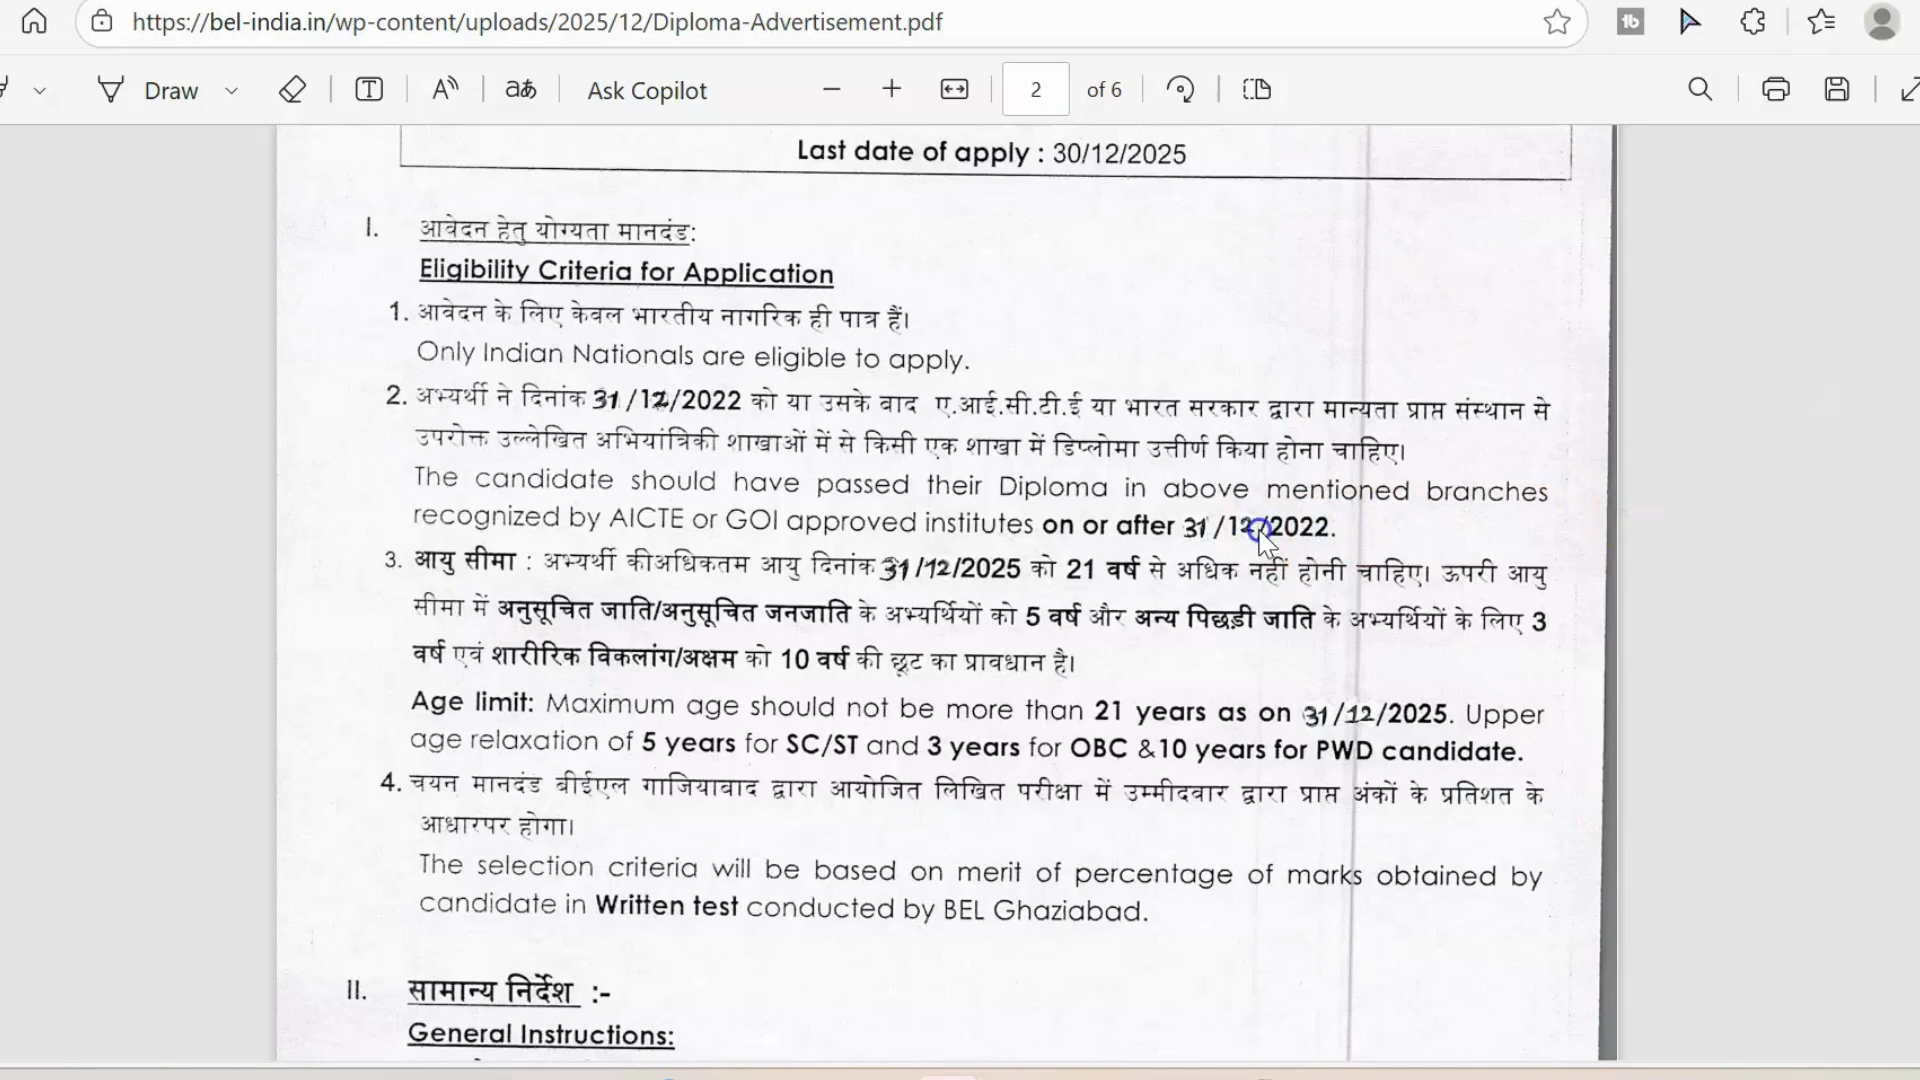 https://bel-india.in/wp-content/uploads/2025/12/Diploma-Advertisement.pdf
Draw
Ask Copilot
2 of 6
Last date of apply : 30/12/2025
I. आवेदन हेतु योग्यता मानदंड:
Eligibility Criteria for Application
1. आवेदन के लिए केवल भारतीय नागरिक ही पात्र हैं।
Only Indian Nationals are eligible to apply.
2. अभ्यर्थी ने दिनांक 31/12/2022 को या उसके बाद ए.आई.सी.टी.ई या भारत सरकार द्वारा मान्यता प्राप्त संस्थान से
उपरोक्त उल्लेखित अभियांत्रिकी शाखाओं में से किसी एक शाखा में डिप्लोमा उत्तीर्ण किया होना चाहिए।
The candidate should have passed their Diploma in above mentioned branches
recognized by AICTE or GOI approved institutes on or after 31/12/2022.
3. आयु सीमा : अभ्यर्थी कीअधिकतम आयु दिनांक 31/12/2025 को 21 वर्ष से अधिक नहीं होनी चाहिए। ऊपरी आयु
सीमा में अनुसूचित जाति/अनुसूचित जनजाति के अभ्यर्थियों को 5 वर्ष और अन्य पिछड़ी जाति के अभ्यर्थियों के लिए 3
वर्ष एवं शारीरिक विकलांग/अक्षम को 10 वर्ष की छूट का प्रावधान है।
Age limit: Maximum age should not be more than 21 years as on 31/12/2025. Upper
age relaxation of 5 years for SC/ST and 3 years for OBC &10 years for PWD candidate.
4. चयन मानदंड बीईएल गाजियाबाद द्वारा आयोजित लिखित परीक्षा में उम्मीदवार द्वारा प्राप्त अंकों के प्रतिशत के
आधारपर होगा।
The selection criteria will be based on merit of percentage of marks obtained by
candidate in Written test conducted by BEL Ghaziabad.
II. सामान्य निर्देश :-
General Instructions: